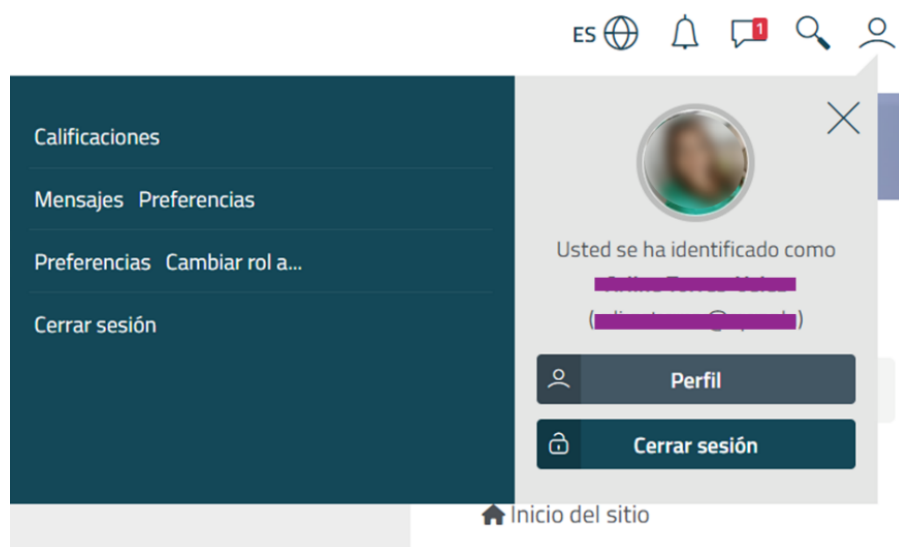 ES
1
Calificaciones
Mensajes Preferencias
Preferencias Cambiar rol a...
Cerrar sesión
Usted se ha identificado como
Perfil
Cerrar sesión
Inicio del sitio